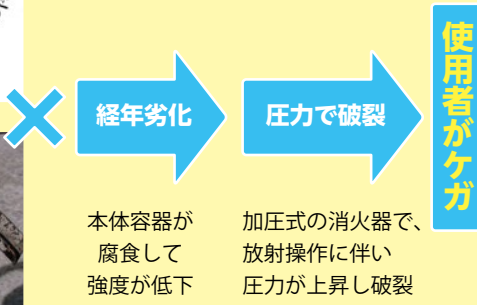 経年劣化
圧力で破裂
使用者がケガ
本体容器が
腐食して
強度が低下
加圧式の消火器で、
放射操作に伴い
圧力が上昇し破裂